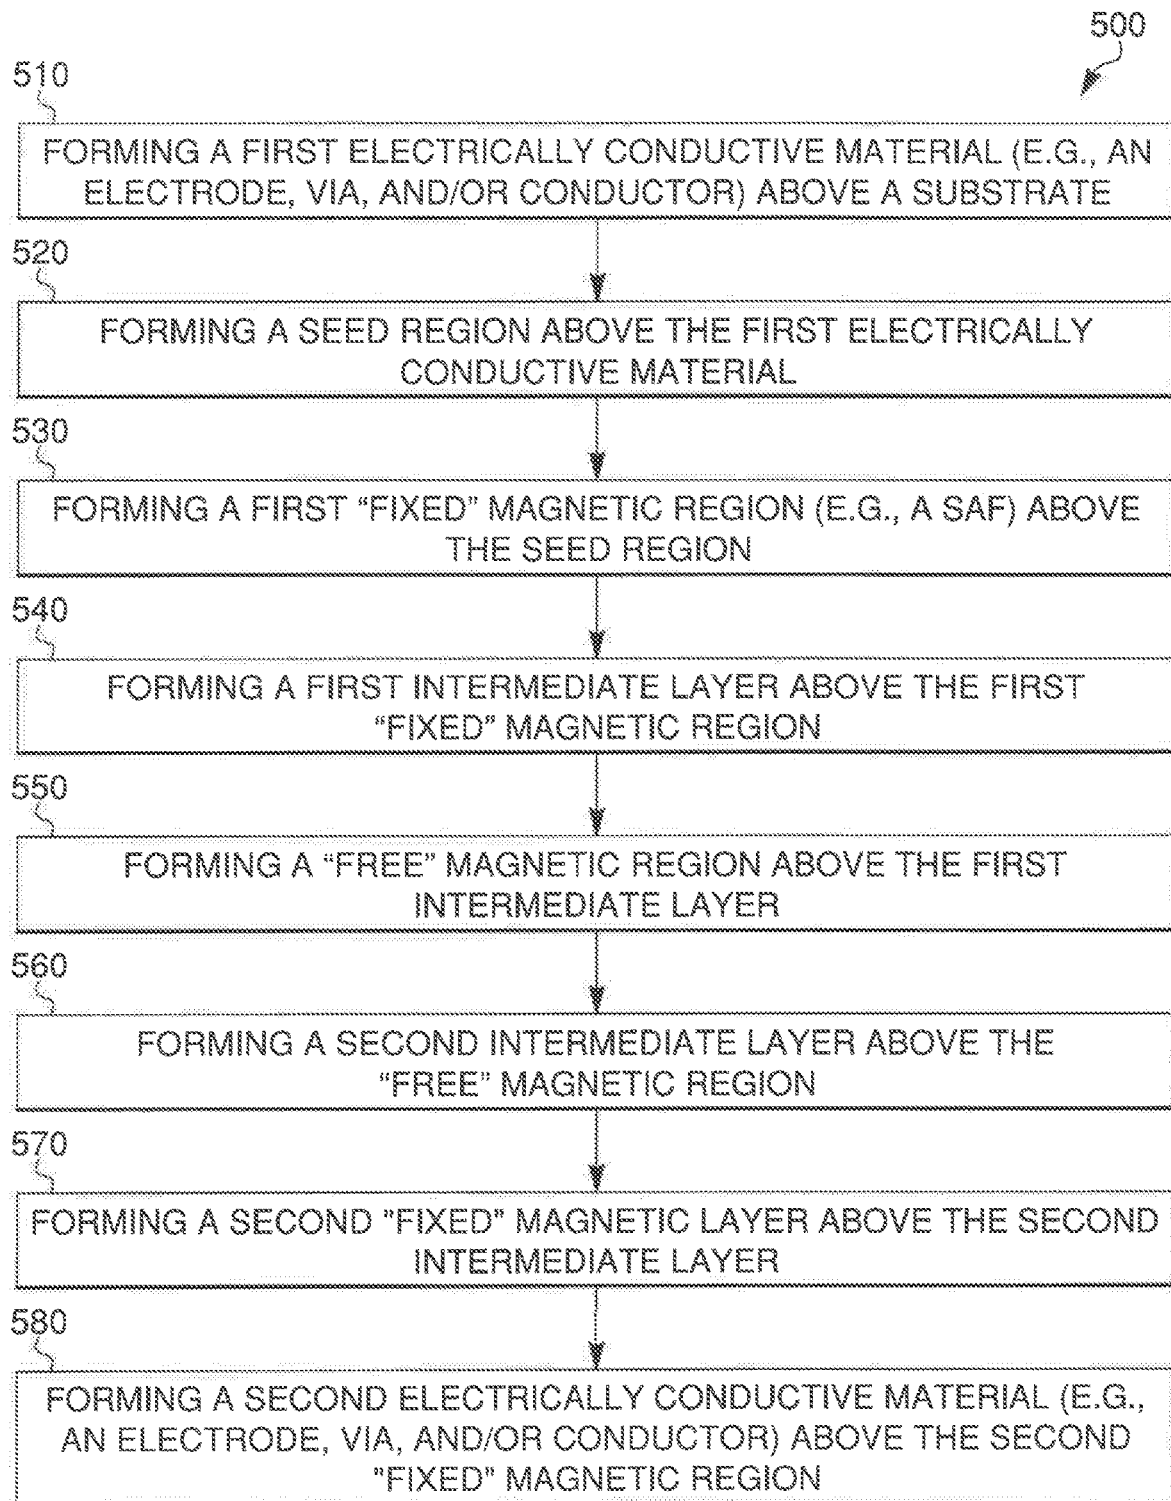 500
510
FORMING A FIRST ELECTRICALLY CONDUCTIVE MATERIAL (E.G., AN
ELECTRODE, VIA, AND/OR CONDUCTOR) ABOVE A SUBSTRATE
520
FORMING A SEED REGION ABOVE THE FIRST ELECTRICALLY
CONDUCTIVE MATERIAL
530
FORMING A FIRST “FIXED” MAGNETIC REGION (E.G., A SAF) ABOVE
THE SEED REGION
540
FORMING A FIRST INTERMEDIATE LAYER ABOVE THE FIRST
“FIXED” MAGNETIC REGION
550
FORMING A “FREE” MAGNETIC REGION ABOVE THE FIRST
INTERMEDIATE LAYER
560
FORMING A SECOND INTERMEDIATE LAYER ABOVE THE
“FREE” MAGNETIC REGION
570
FORMING A SECOND "FIXED" MAGNETIC LAYER ABOVE THE SECOND
INTERMEDIATE LAYER
580
FORMING A SECOND ELECTRICALLY CONDUCTIVE MATERIAL (E.G.,
AN ELECTRODE, VIA, AND/OR CONDUCTOR) ABOVE THE SECOND
"FIXED" MAGNETIC REGION